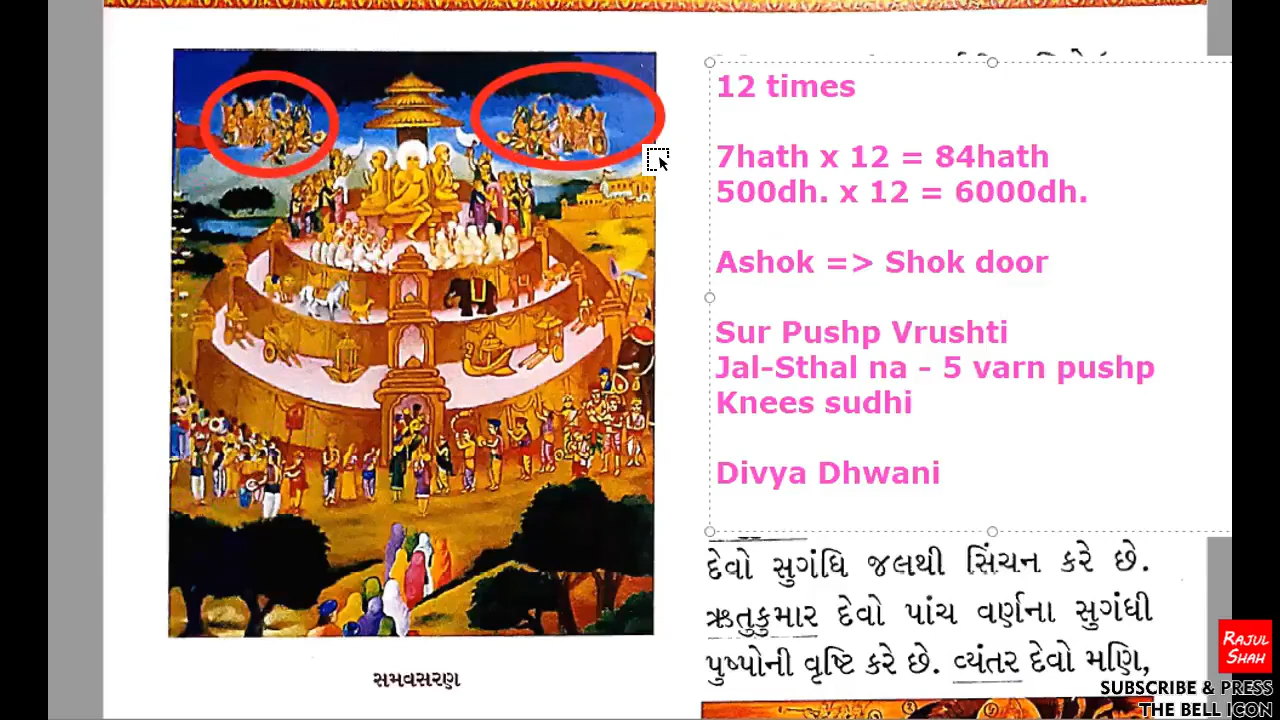 12 times
7hath x 12 = 84hath
500dh. x 12 = 6000dh.
Ashok => Shok door
Sur Pushp Vrushti
Jal-Sthal na - 5 varn pushp
Knees sudhi
Divya Dhwani
દેવો સુગંધિ જલથી સિંચન કરે છે.
ઋતુકુમાર દેવો પાંચ વર્ણના સુગંધી
પુષ્પોની વૃષ્ટિ કરે છે. વ્યંતર દેવો મણિ,
સમવસરણ
RAJUL
SHAH
SUBSCRIBE & PRESS
THE BELL ICON